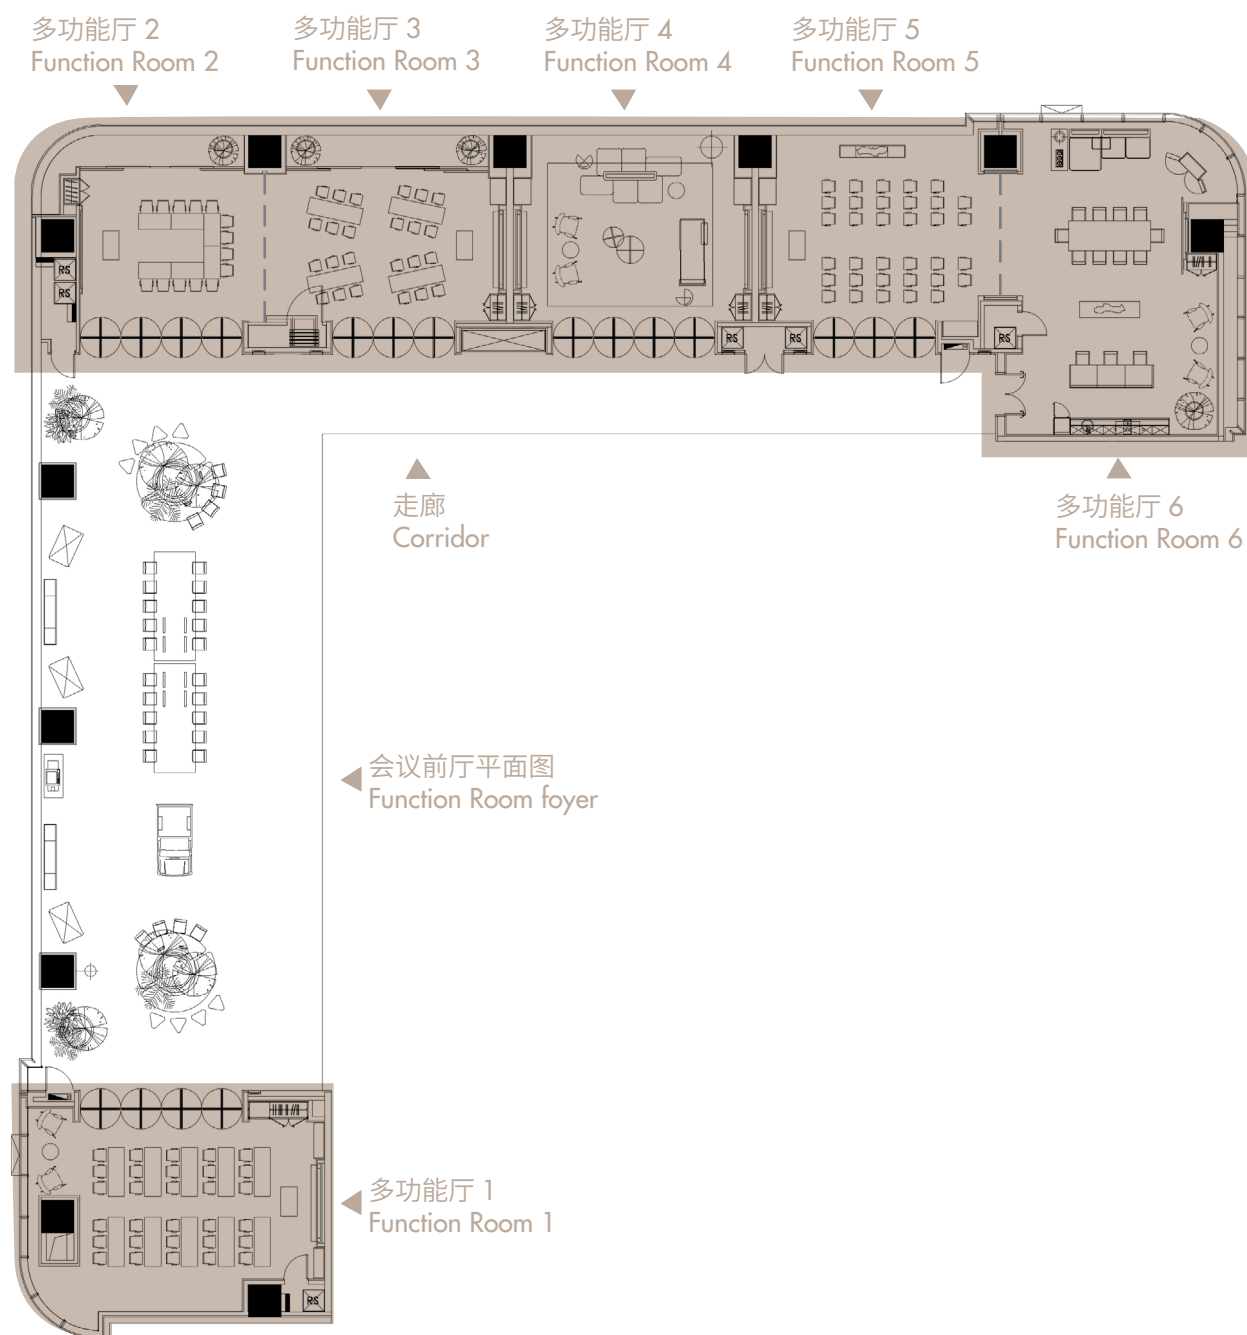 多功能厅 2
Function Room 2
多功能厅 3
Function Room 3
多功能厅 4
Function Room 4
多功能厅 5
Function Room 5
RS
RS
RS
RS
RS
走廊
Corridor
多功能厅 6
Function Room 6
会议前厅平面图
Function Room foyer
多功能厅 1
Function Room 1
RS